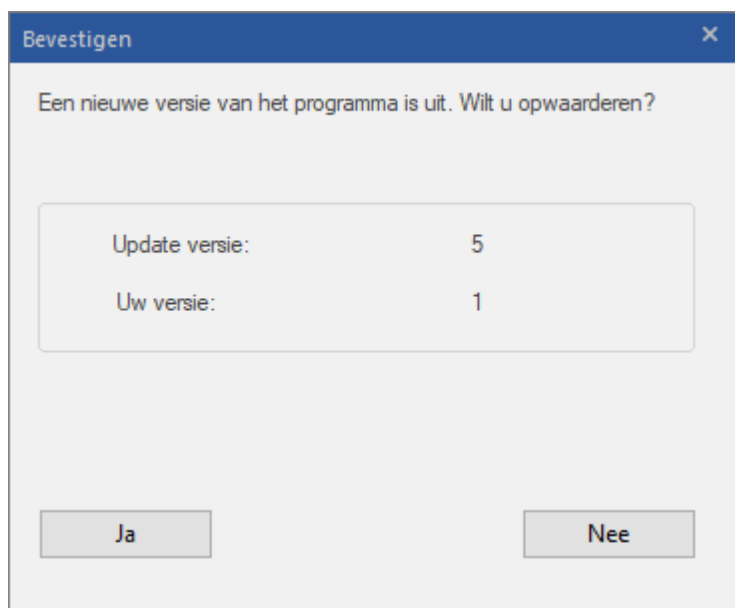 Bevestigen
Een nieuwe versie van het programma is uit. Wilt u opwaarderen?
Update versie: 5
Uw versie: 1
Ja Nee